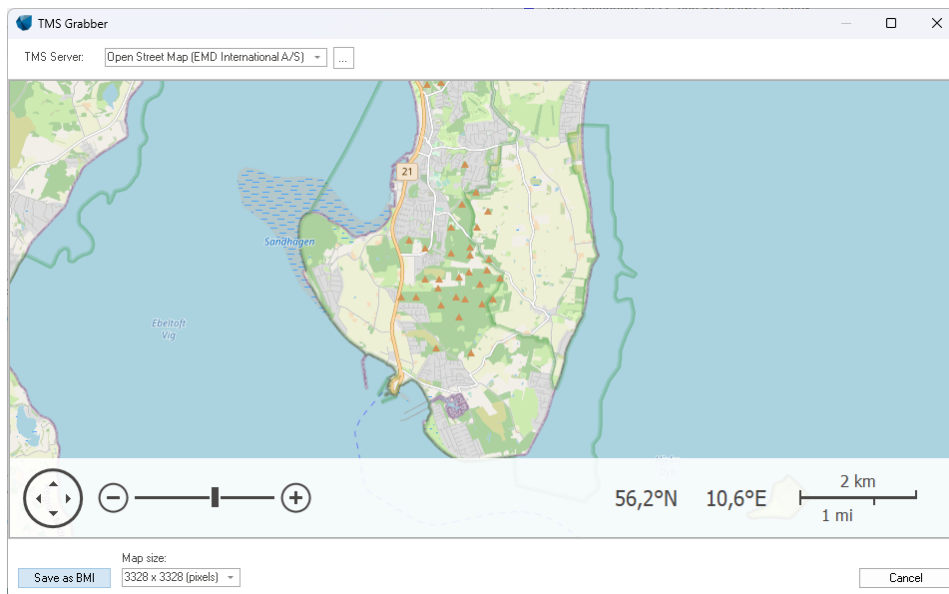 TMS Grabber
TMS Server: Open Street Map (EMD International A/S) ...
21
Sandhagen
Ebeltoft
Vig
56,2°N 10,6°E 2 km
1 mi
Map size:
Save as BMI 3328 x 3328 (pixels) Cancel